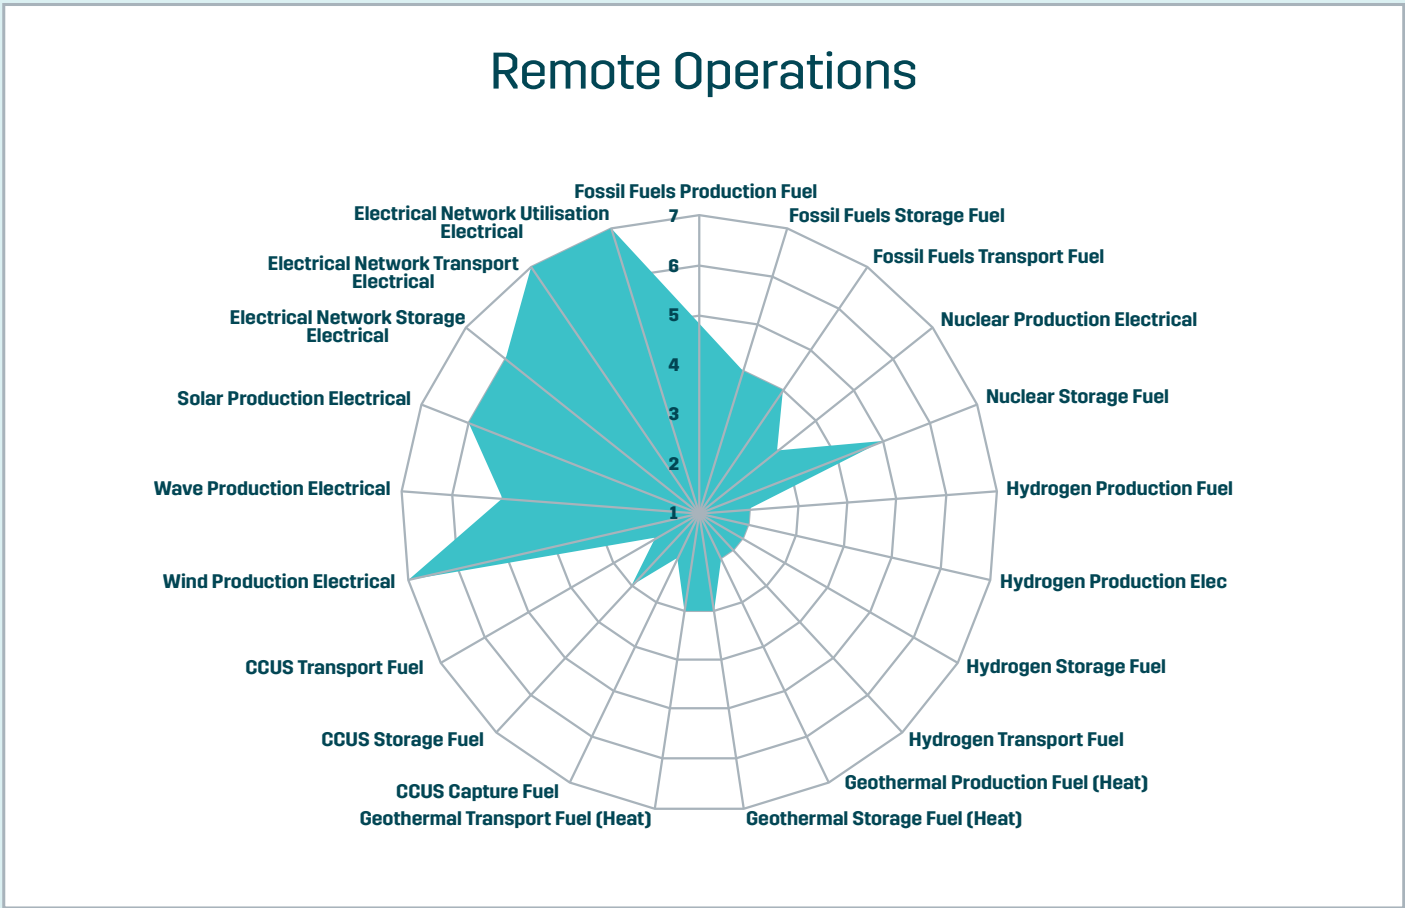 Remote Operations
Fossil Fuels Production Fuel
Fossil Fuels Storage Fuel
Fossil Fuels Transport Fuel
Nuclear Production Electrical
Nuclear Storage Fuel
Hydrogen Production Fuel
Hydrogen Production Elec
Hydrogen Storage Fuel
Hydrogen Transport Fuel
Geothermal Production Fuel (Heat)
Geothermal Storage Fuel (Heat)
Geothermal Transport Fuel (Heat)
CCUS Capture Fuel
CCUS Storage Fuel
CCUS Transport Fuel
Wind Production Electrical
Wave Production Electrical
Solar Production Electrical
Electrical Network Storage
Electrical
Electrical Network Transport
Electrical
Electrical Network Utilisation
Electrical
7
6
5
4
3
2
1